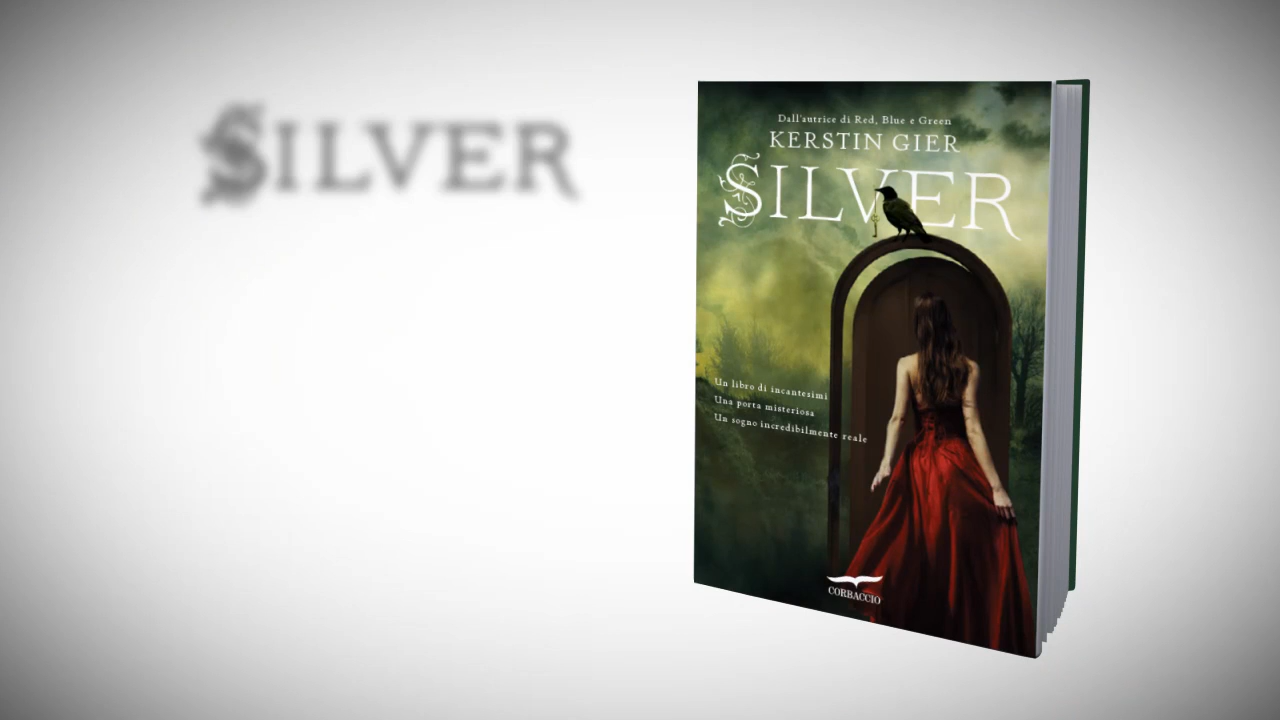 SILVER
Dall'autrice di Red, Blue e Green
KERSTIN GIER
SILVER
Un libro di incantesimi
Una porta misteriosa
Un sogno incredibilmente reale
CORBACCIO